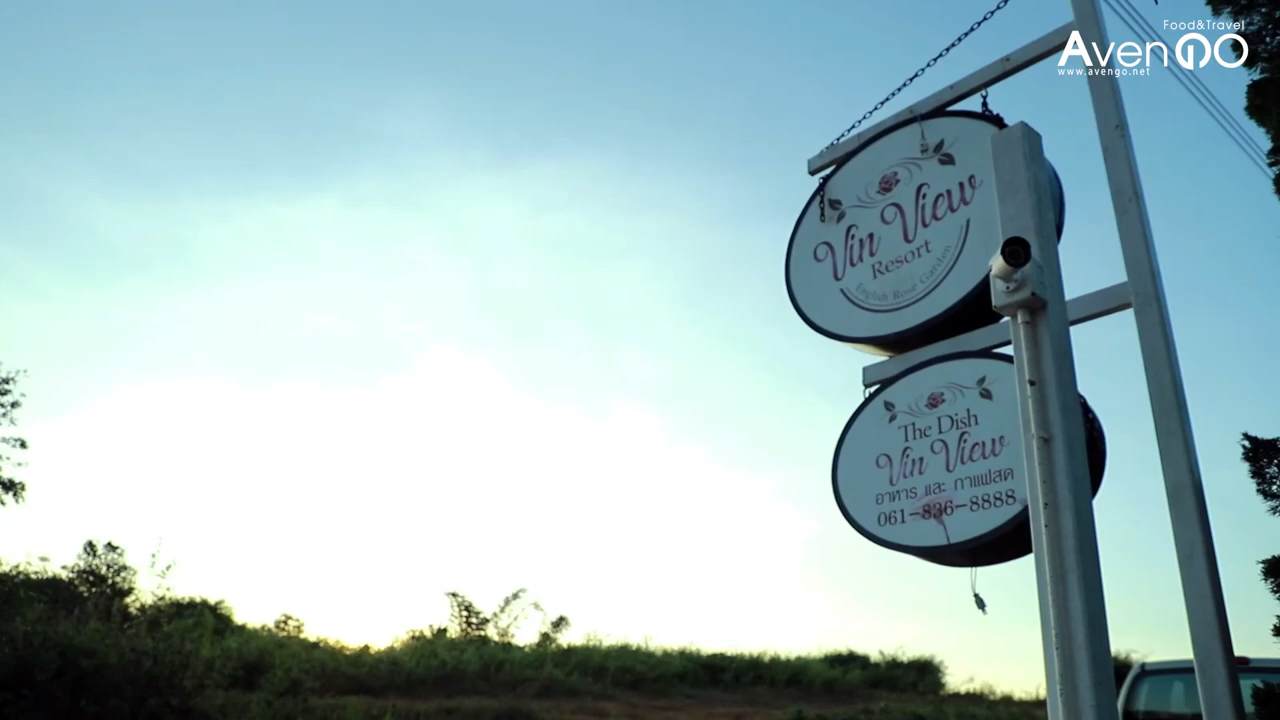 Food&Travel
AvenGO
www.avengo.net
Vin View
Resort
English Rose Garden
The Dish
Vin View
อาหาร และ กาแฟสด
061-836-8888